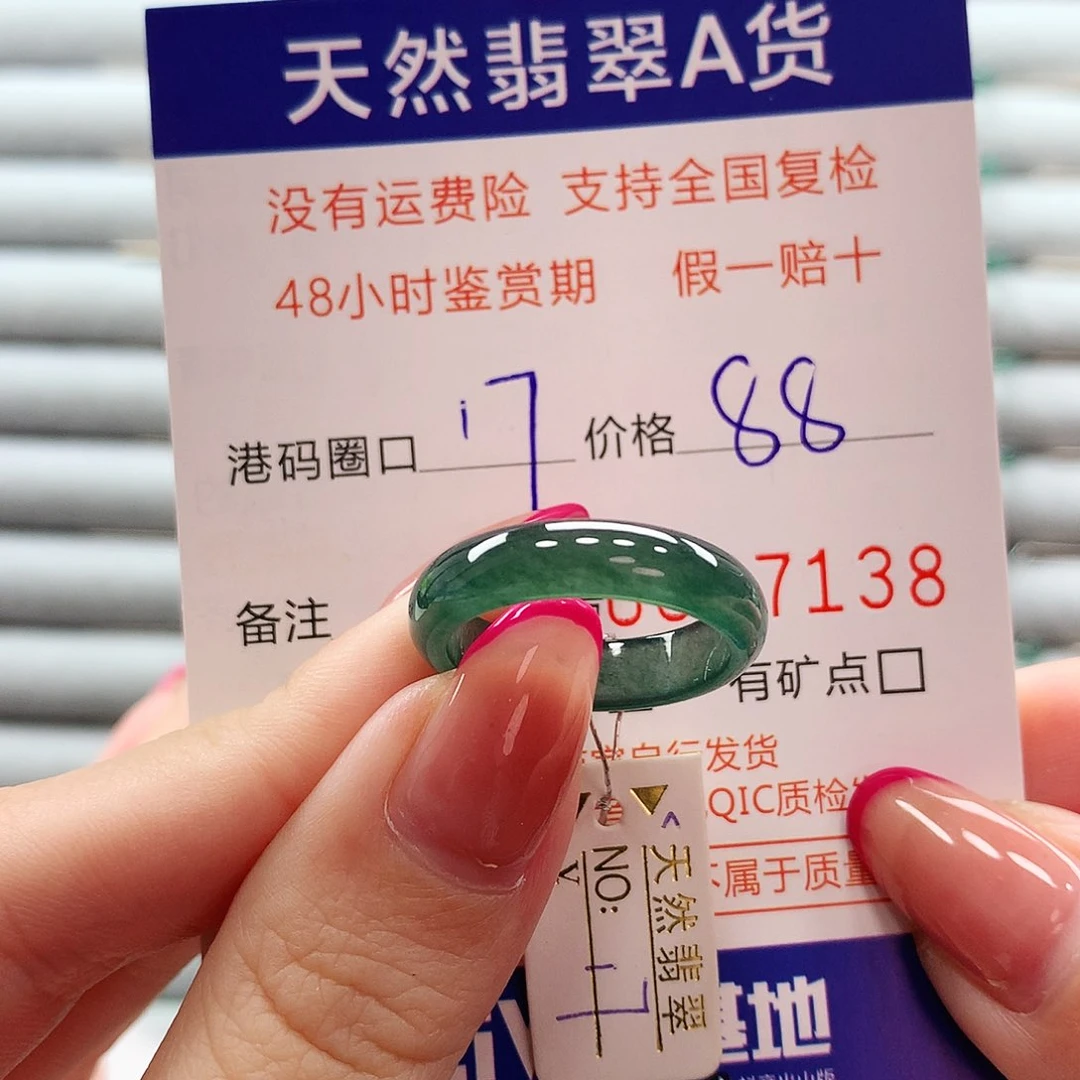 天然翡翠A货
没有运费险 支持全国复检
48小时鉴赏期 假一赔十
港码圈口 17 价格 88
备注 7138
有矿点□
自行发货
QIC质检
不属于质量
天然翡翠
NO: 17
基地